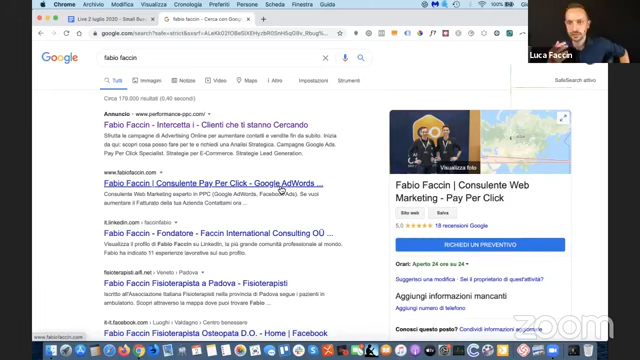 Chrome File Modifica Visualizza Cronologia Preferiti Persone Scheda Finestra Aiuto
100%
Live 2 luglio 2020 - Small Bu
fabio faccin - Cerca con Goo
Luca Faccin
Google
fabio faccin
Tutti Immagini Notizie Video Maps Altro Impostazioni Strumenti
SafeSearch attivo
Circa 179.000 risultati (0,40 secondi)
Annuncio · www.performance-ppc.com/
Fabio Faccin - Intercetta i - Clienti che ti stanno Cercando
Sfrutta le campagne di Advertising Online per aumentare contatti e vendite fin da subito. Inizia
da qui: scopri cosa posso fare per te e richiedi una Analisi Strategica. Campagne Google Ads.
Pay Per Click Specialist. Strategie per E-Commerce. Strategie Lead Generation.
www.fabiofaccin.com
Fabio Faccin | Consulente Pay Per Click - Google AdWords ...
Consulente Web Marketing esperto in PPC (Google AdWords, Facebook Ads). Se vuoi
aumentare il Fatturato della tua Azienda Contattami ora ...
it.linkedin.com › faccinfabio
Fabio Faccin - Fondatore - Faccin International Consulting OÜ ...
Visualizza il profilo di Fabio Faccin su LinkedIn, la più grande comunità professionale al mondo.
Fabio ha indicato 11 esperienze lavorative sul suo ...
fisioterapisti.aifi.net › Veneto › Padova
Fabio Faccin Fisioterapista a Padova - Fisioterapisti
Iscritto all'Associazione Italiana Fisioterapisti nella provincia di Padova segue i pazienti in
ambulatorio. Scopri attraverso la mappa dove puoi trovare Fabio ...
it.facebook.com › Luoghi › Valdagno › Centro benessere
Fabio Faccin Fisioterapista Osteopata D.O. - Home | Facebook
www.fabiofaccin.com
Visualizza foto
Fabio Faccin | Consulente Web
Marketing - Pay Per Click
Sito web Salva
5,0 18 recensioni Google
RICHIEDI UN PREVENTIVO
Orari: Aperto 24 ore su 24
Suggerisci una modifica · Sei il proprietario di quest'attività?
Aggiungi informazioni mancanti
Aggiungi numero di telefono
Conosci questo posto? Condividi informazioni
zoom